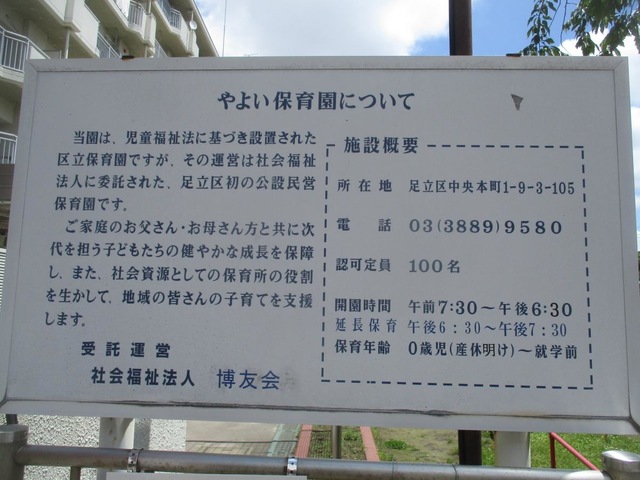 やよい保育園について
当園は、児童福祉法に基づき設置された
区立保育園ですが、その運営は社会福祉
法人に委託された、足立区初の公設民営
保育園です。
ご家庭のお父さん・お母さん方と共に次
代を担う子どもたちの健やかな成長を保障
し、また、社会資源としての保育所の役割
を生かして、地域の皆さんの子育てを支援
します。
受託運営
社会福祉法人 博友会
施設概要
所在地 足立区中央本町1-9-3-105
電話 03(3889)9580
認可定員 100名
開園時間 午前7:30〜午後6:30
延長保育 午後6:30〜午後7:30
保育年齢 0歳児(産休明け)〜就学前